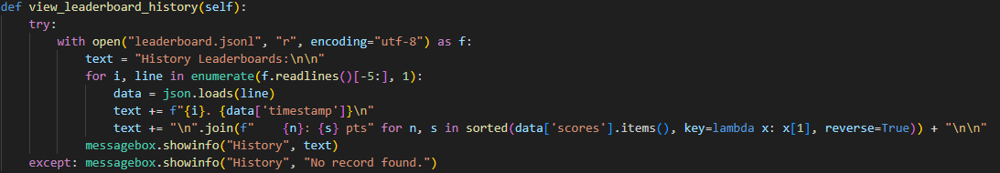 def view_leaderboard_history(self):
    try:
        with open("leaderboard.jsonl", "r", encoding="utf-8") as f:
            text = "History Leaderboards:\n\n"
            for i, line in enumerate(f.readlines()[-5:], 1):
                data = json.loads(line)
                text += f"{i}. {data['timestamp']}\n"
                text += "\n".join(f"    {n}: {s} pts" for n, s in sorted(data['scores'].items(), key=lambda x: x[1], reverse=True)) + "\n\n"
            messagebox.showinfo("History", text)
    except: messagebox.showinfo("History", "No record found.")